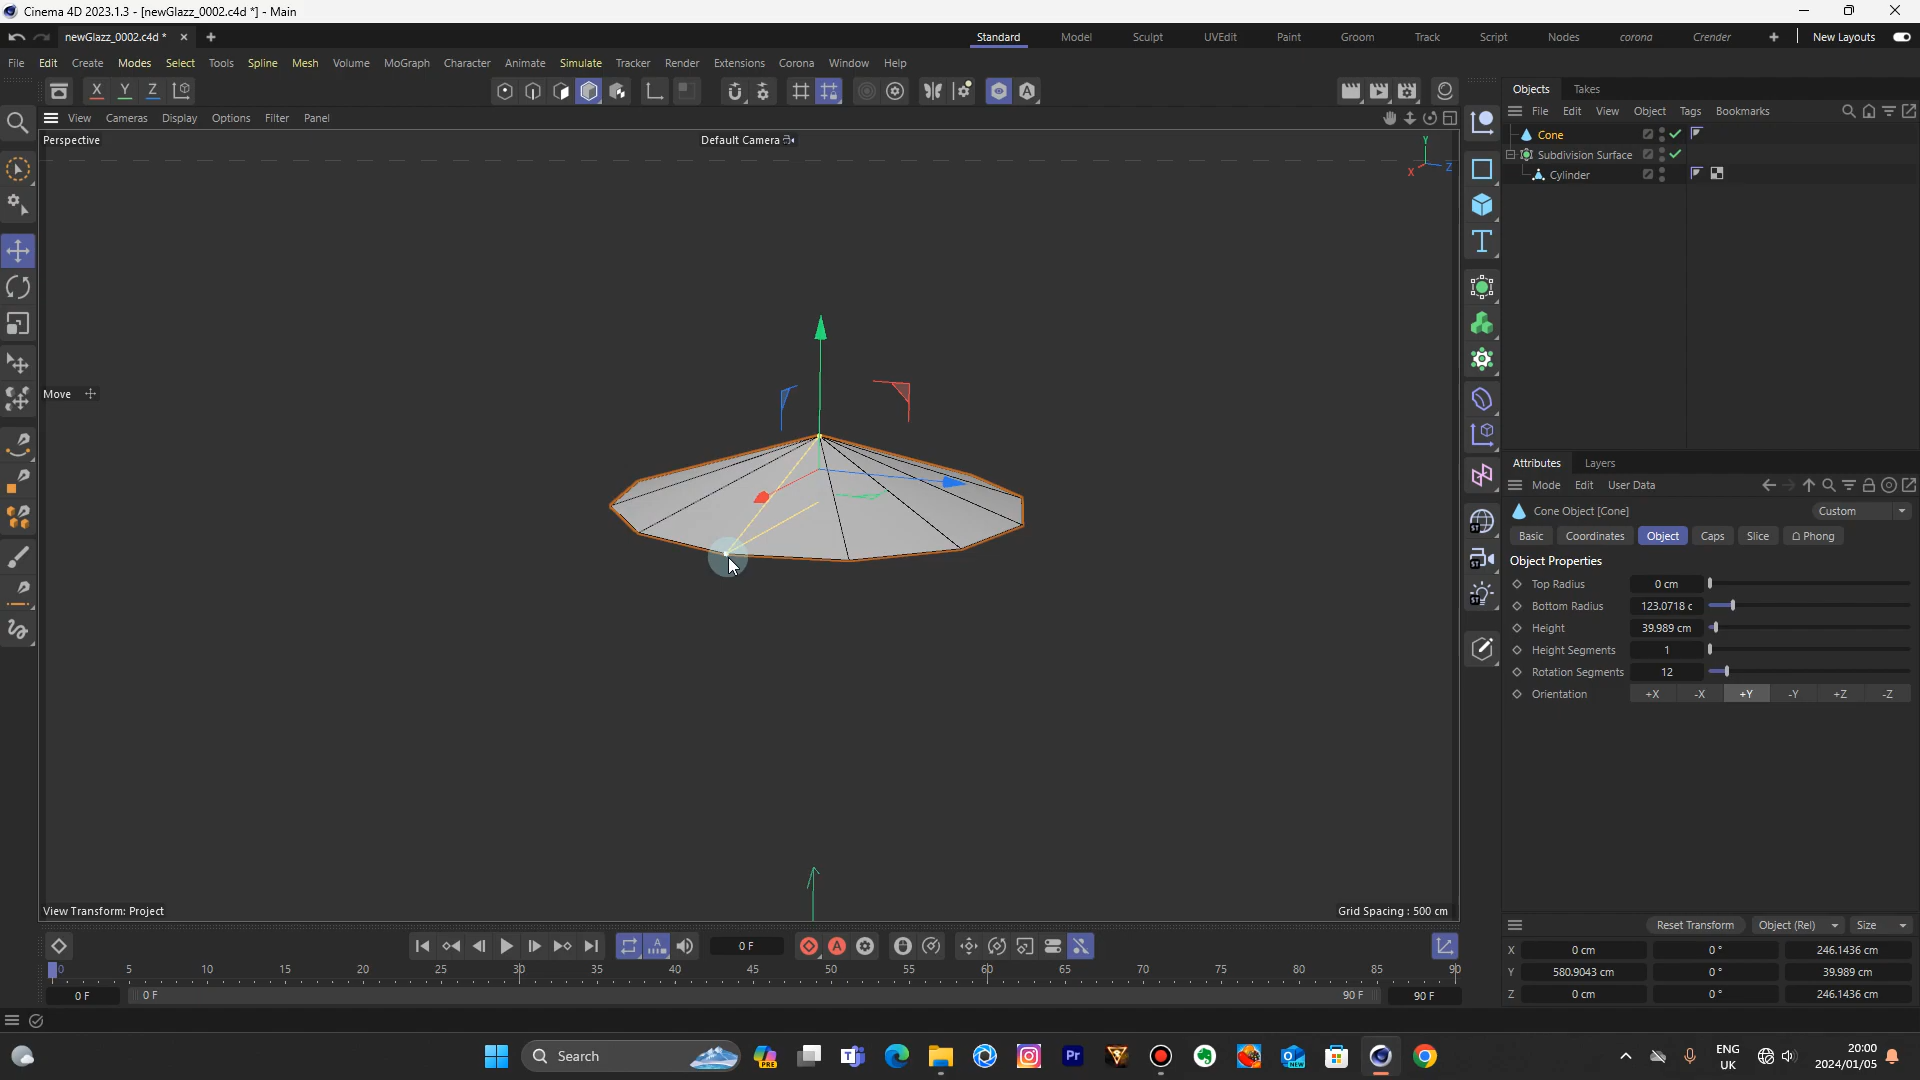 Cinema 4D 2023.1.3 - [newGlazz_0002.c4d *] - Main
newGlazz_0002.c4d *
Standard Model Sculpt UVEdit Paint Groom Track Script Nodes corona Crender New Layouts
File Edit Create Modes Select Tools Spline Mesh Volume MoGraph Character Animate Simulate Tracker Render Extensions Corona Window Help
X Y Z
Objects Takes
View Cameras Display Options Filter Panel
File Edit View Object Tags Bookmarks
Perspective
Default Camera
Y
Z
X
Cone
Subdivision Surface
Cylinder
Move
Attributes Layers
Mode Edit User Data
Cone Object [Cone]
Custom
Basic Coordinates Object Caps Slice Phong
Object Properties
Top Radius 0 cm
Bottom Radius 123.0718 c
Height 39.989 cm
Height Segments 1
Rotation Segments 12
Orientation +X -X +Y -Y +Z -Z
View Transform: Project
Grid Spacing : 500 cm
Reset Transform Object (Rel) Size
0 F
X 0 cm 0 ° 246.1436 cm
Y 580.9043 cm 0 ° 39.989 cm
Z 0 cm 0 ° 246.1436 cm
0 5 10 15 20 25 30 35 40 45 50 55 60 65 70 75 80 85 90
0 F 0 F 90 F 90 F
Search
PRE
Pr
NEW
ENG
UK
20:00
2024/01/05